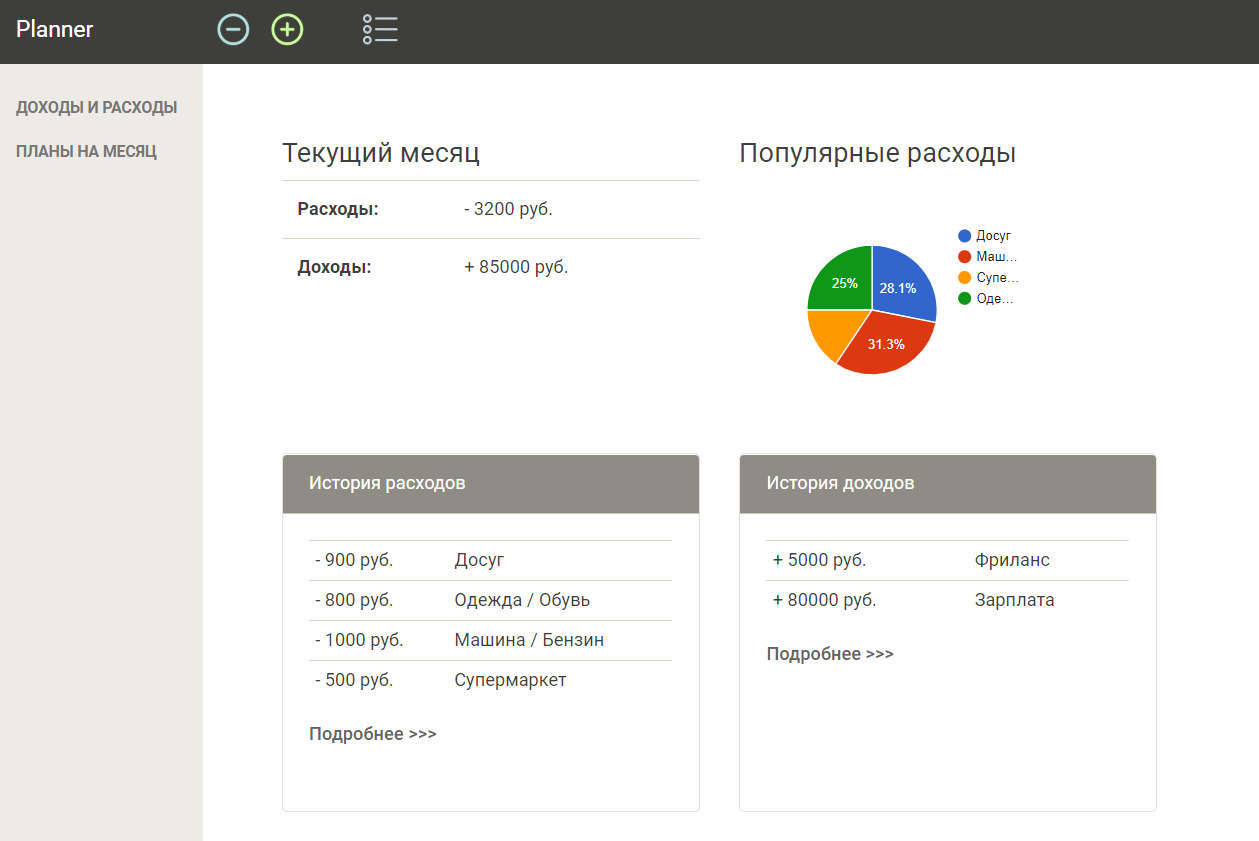 Planner
ДОХОДЫ И РАСХОДЫ
ПЛАНЫ НА МЕСЯЦ
Текущий месяц
Расходы: - 3200 руб.
Доходы: + 85000 руб.
Популярные расходы
25%
28.1%
31.3%
Досуг
Маш...
Супе...
Оде...
История расходов
- 900 руб. Досуг
- 800 руб. Одежда / Обувь
- 1000 руб. Машина / Бензин
- 500 руб. Супермаркет
Подробнее >>>
История доходов
+ 5000 руб. Фриланс
+ 80000 руб. Зарплата
Подробнее >>>